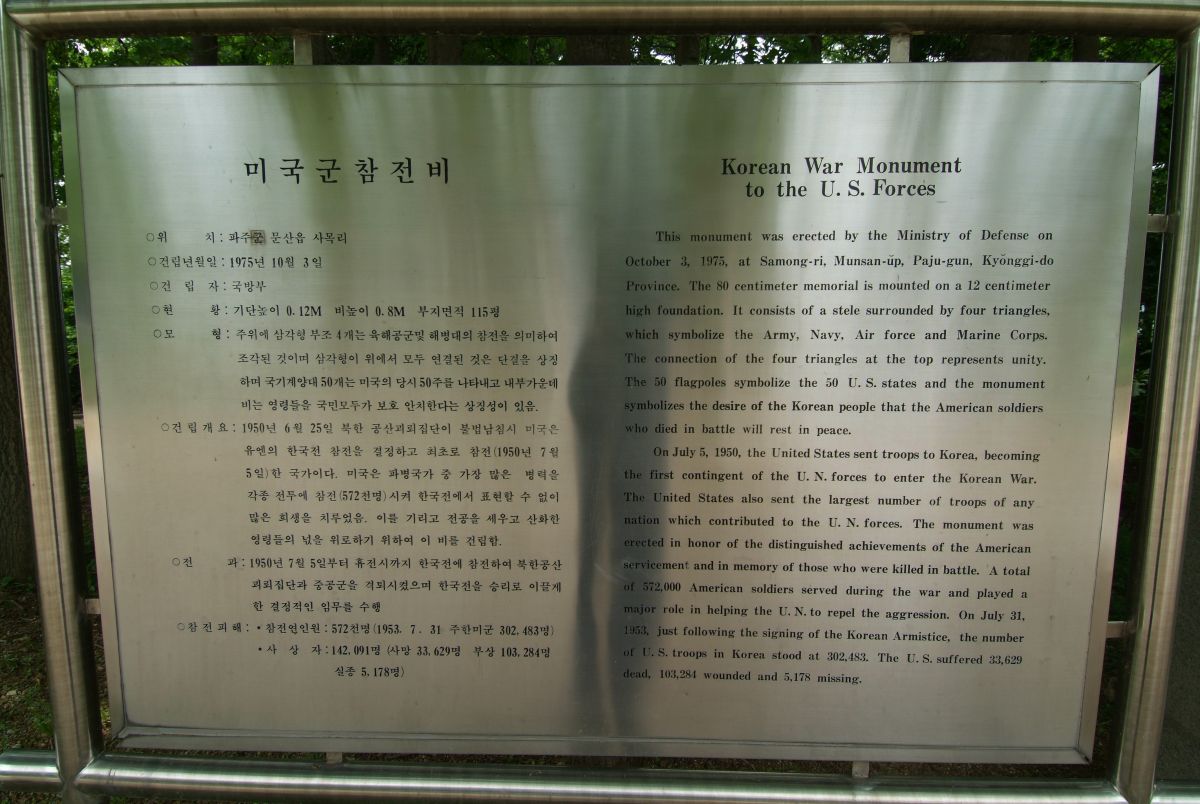 미국군참전비
○위 치 : 파주군 문산읍 사목리
○건립년월일 : 1975년 10월 3일
○건 립 자 : 국방부
○현 황 : 기단높이 0.12M 비높이 0.8M 부지면적 115평
○모 형 : 주위에 삼각형 부조 4개는 육해공군및 해병대의 참전을 의미하여
조각된 것이며 삼각형이 위에서 모두 연결된 것은 단결을 상징
하며 국기게양대 50개는 미국의 당시 50주를 나타내고 내부가운데
비는 영령들을 국민모두가 보호 안치한다는 상징성이 있음.
○건립개요 : 1950년 6월 25일 북한 공산괴뢰집단이 불법남침시 미국은
유엔의 한국전 참전을 결정하고 최초로 참전(1950년 7월
5일)한 국가이다. 미국은 파병국가 중 가장 많은 병력을
각종 전투에 참전(572천명)시켜 한국전에서 표현할 수 없이
많은 희생을 치루었음. 이를 기리고 전공을 세우고 산화한
영령들의 넋을 위로하기 위하여 이 비를 건립함.
○전 과 : 1950년 7월 5일부터 휴전시까지 한국전에 참전하여 북한공산
괴뢰집단과 중공군을 격퇴시켰으며 한국전을 승리로 이끌게
한 결정적인 임무를 수행
○참전피해 : • 참전연인원 : 572천명(1953. 7. 31 주한미군 302,483명)
• 사 상 자 : 142,091명 (사망 33,629명 부상 103,284명
실종 5,178명)
Korean War Monument
to the U. S. Forces
This monument was erected by the Ministry of Defense on
October 3, 1975, at Samong-ri, Munsan-ŭp, Paju-gun, Kyŏnggi-do
Province. The 80 centimeter memorial is mounted on a 12 centimeter
high foundation. It consists of a stele surrounded by four triangles,
which symbolize the Army, Navy, Air force and Marine Corps.
The connection of the four triangles at the top represents unity.
The 50 flagpoles symbolize the 50 U. S. states and the monument
symbolizes the desire of the Korean people that the American soldiers
who died in battle will rest in peace.
On July 5, 1950, the United States sent troops to Korea, becoming
the first contingent of the U. N. forces to enter the Korean War.
The United States also sent the largest number of troops of any
nation which contributed to the U. N. forces. The monument was
erected in honor of the distinguished achievements of the American
servicement and in memory of those who were killed in battle. A total
of 572,000 American soldiers served during the war and played a
major role in helping the U. N. to repel the aggression. On July 31,
1953, just following the signing of the Korean Armistice, the number
of U. S. troops in Korea stood at 302,483. The U. S. suffered 33,629
dead, 103,284 wounded and 5,178 missing.